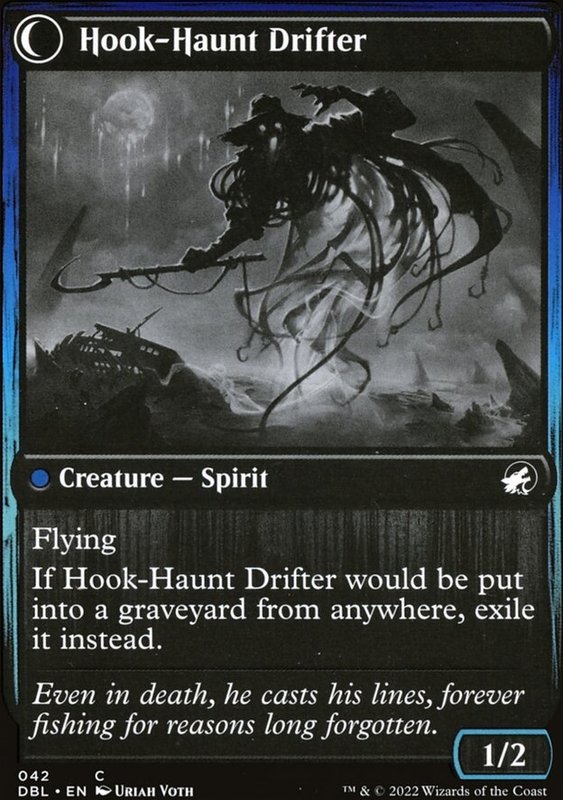 Hook-Haunt Drifter
Creature — Spirit
Flying
If Hook-Haunt Drifter would be put
into a graveyard from anywhere, exile
it instead.
Even in death, he casts his lines, forever
fishing for reasons long forgotten.
1/2
042 C
DBL • EN Uriah Voth
™ & © 2022 Wizards of the Coast